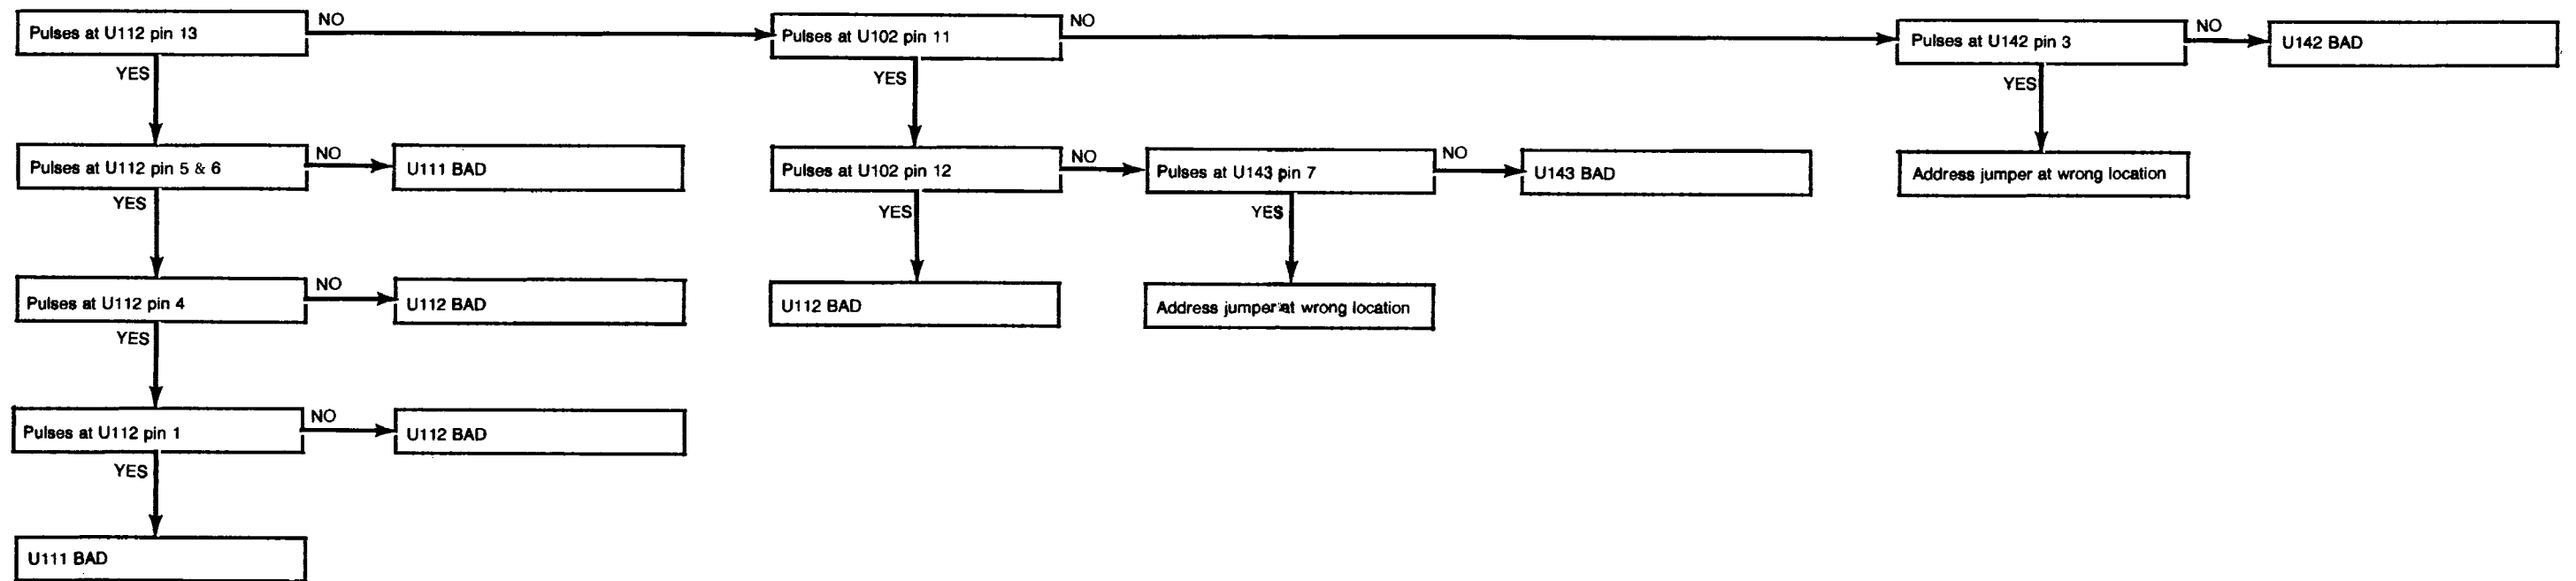 Pulses at U112 pin 13
NO
Pulses at U102 pin 11
NO
Pulses at U142 pin 3
NO
U142 BAD
YES
YES
YES
Pulses at U112 pin 5 & 6
NO
U111 BAD
Pulses at U102 pin 12
NO
Pulses at U143 pin 7
NO
U143 BAD
Address jumper at wrong location
YES
YES
YES
Pulses at U112 pin 4
NO
U112 BAD
U112 BAD
Address jumper at wrong location
YES
Pulses at U112 pin 1
NO
U112 BAD
YES
U111 BAD